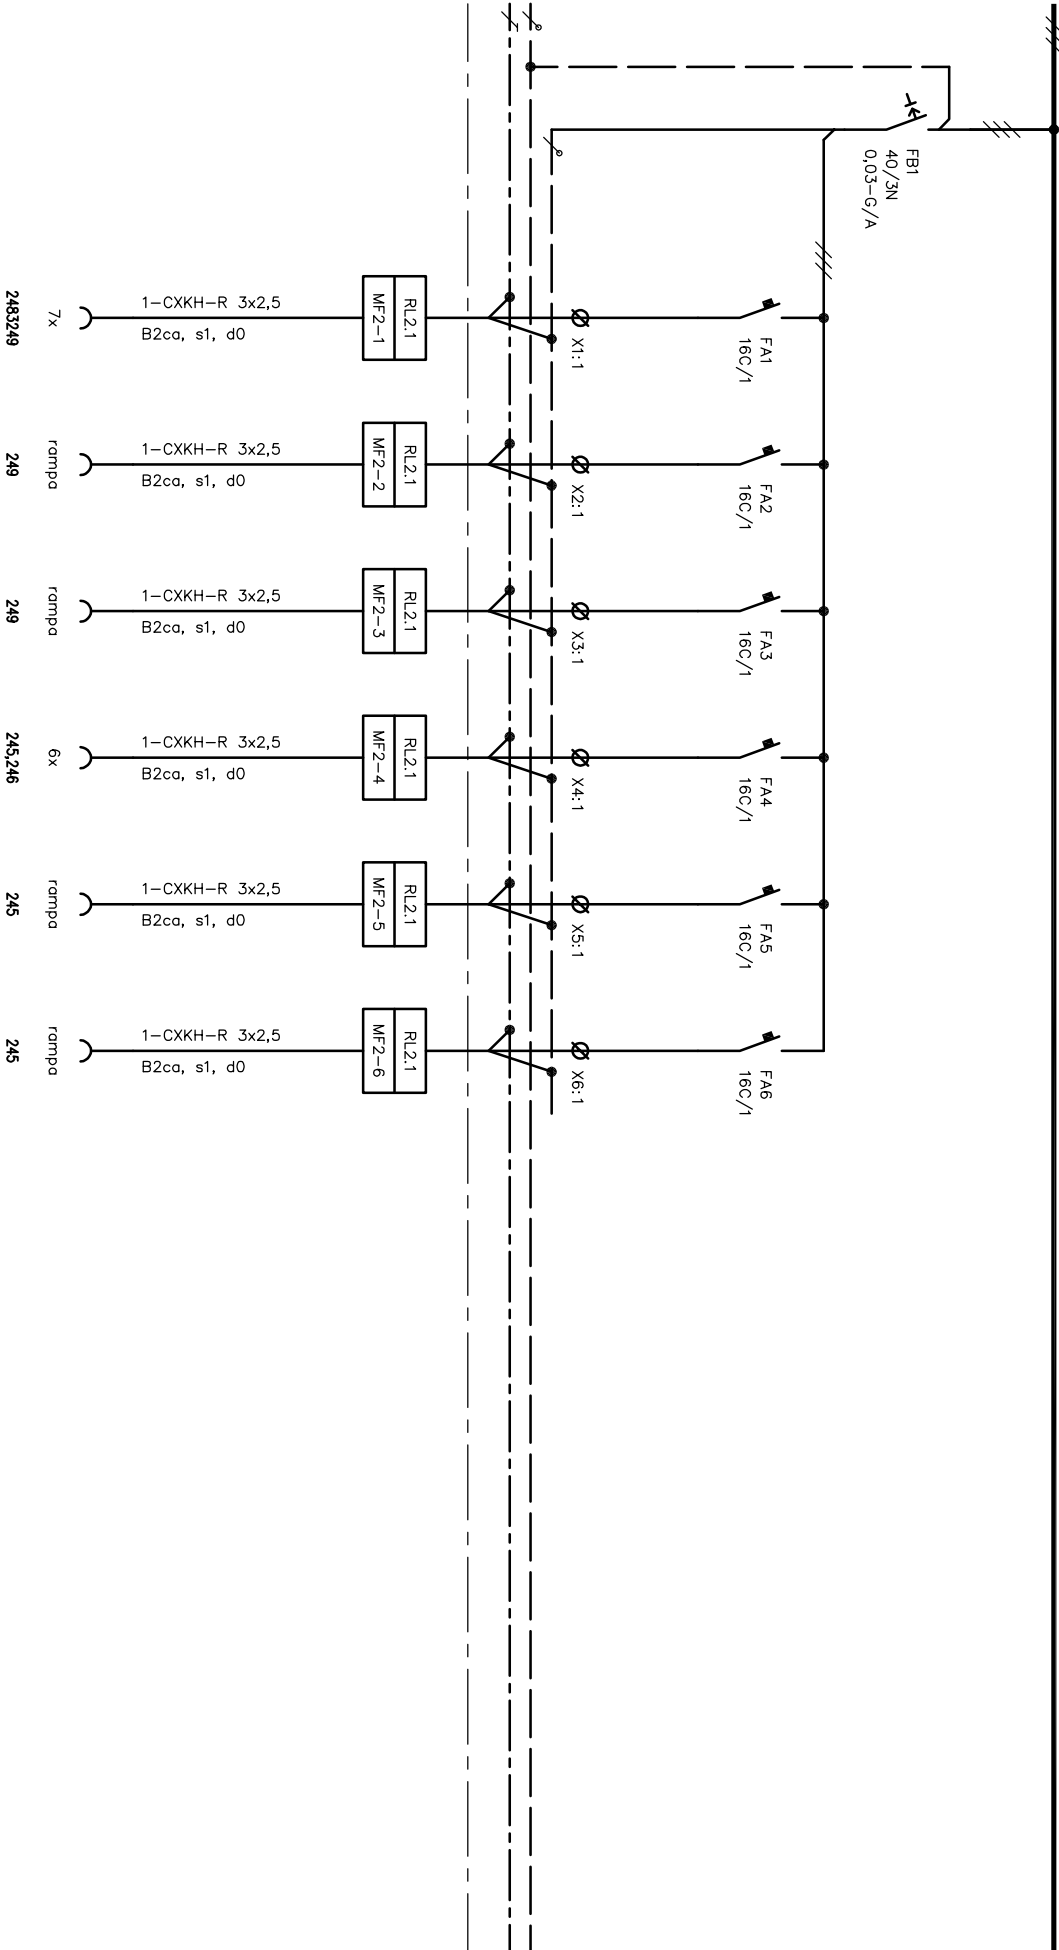 FB1
40/3N
0,03-G/A
FA1
16C/1
X1:1
RL2.1
MF2-1
1-CXKH-R 3x2,5
B2ca, s1, d0
7x
2483249
FA2
16C/1
X2:1
RL2.1
MF2-2
1-CXKH-R 3x2,5
B2ca, s1, d0
rampa
249
FA3
16C/1
X3:1
RL2.1
MF2-3
1-CXKH-R 3x2,5
B2ca, s1, d0
rampa
249
FA4
16C/1
X4:1
RL2.1
MF2-4
1-CXKH-R 3x2,5
B2ca, s1, d0
6x
245,246
FA5
16C/1
X5:1
RL2.1
MF2-5
1-CXKH-R 3x2,5
B2ca, s1, d0
rampa
245
FA6
16C/1
X6:1
RL2.1
MF2-6
1-CXKH-R 3x2,5
B2ca, s1, d0
rampa
245